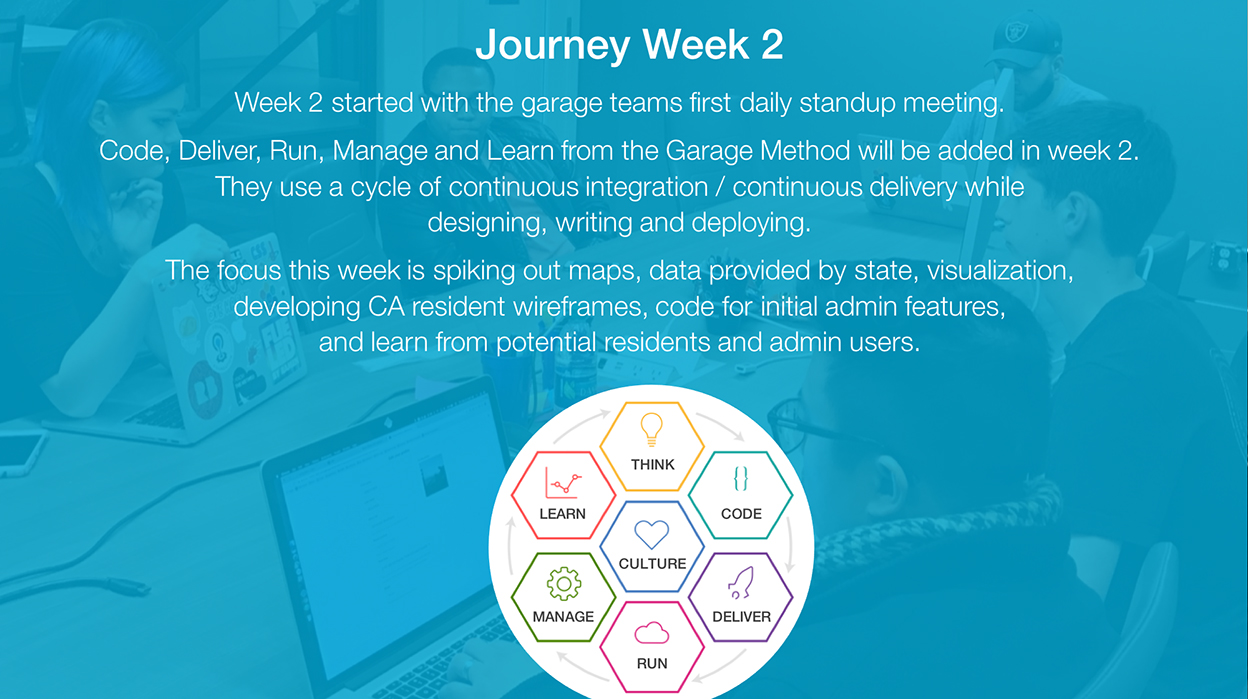 Journey Week 2
Week 2 started with the garage teams first daily standup meeting.
Code, Deliver, Run, Manage and Learn from the Garage Method will be added in week 2.
They use a cycle of continuous integration / continuous delivery while
designing, writing and deploying.
The focus this week is spiking out maps, data provided by state, visualization,
developing CA resident wireframes, code for initial admin features,
and learn from potential residents and admin users.
THINK
LEARN
CODE
CULTURE
MANAGE
DELIVER
RUN